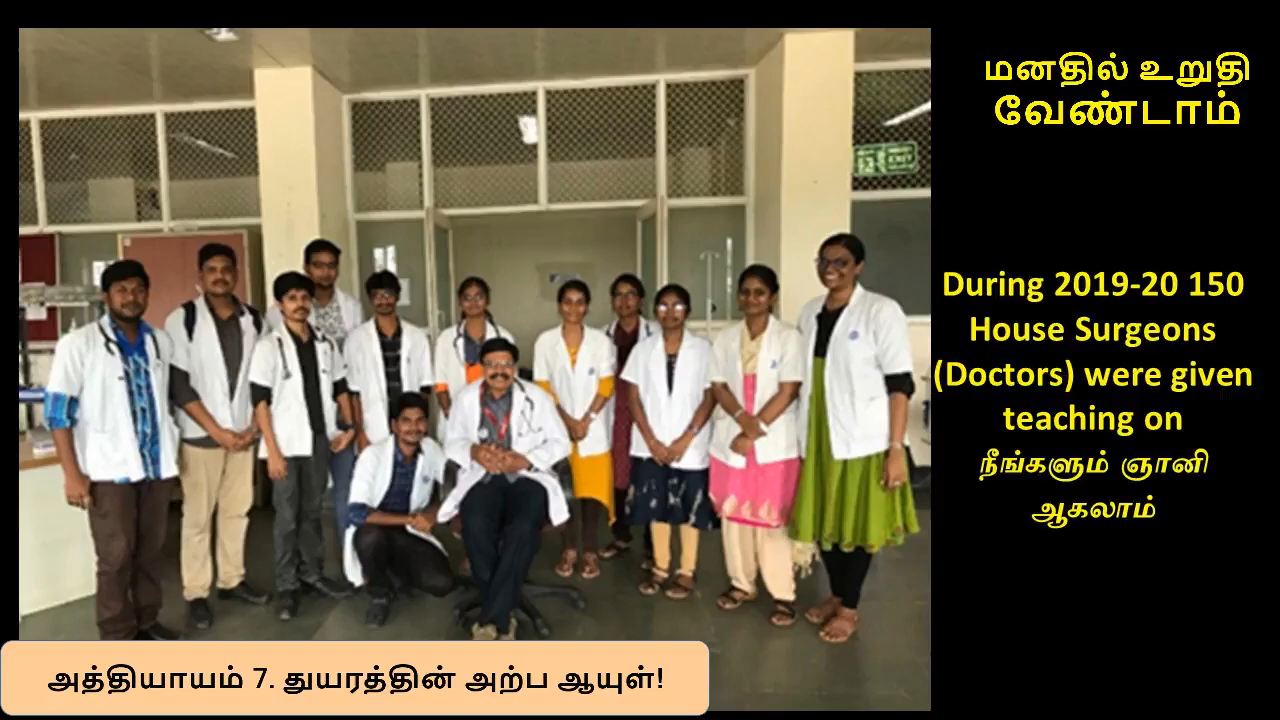 மனதில் உறுதி
வேண்டாம்
EXIT
During 2019-20 150
House Surgeons
(Doctors) were given
teaching on
நீங்களும் ஞானி
ஆகலாம்
அத்தியாயம் 7. துயரத்தின் அற்ப ஆயுள்!